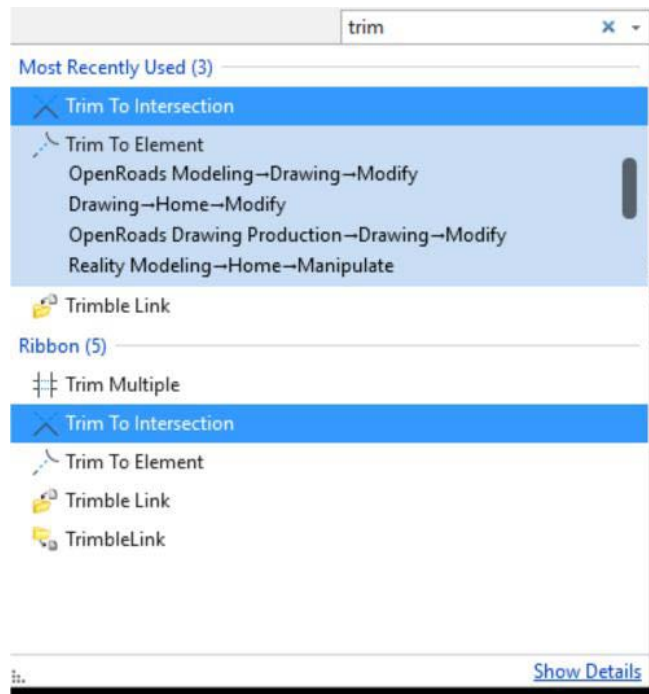 trim
Most Recently Used (3)
Trim To Intersection
Trim To Element
OpenRoads Modeling→Drawing→Modify
Drawing→Home→Modify
OpenRoads Drawing Production→Drawing→Modify
Reality Modeling→Home→Manipulate
Trimble Link
Ribbon (5)
Trim Multiple
Trim To Intersection
Trim To Element
Trimble Link
TrimbleLink
Show Details